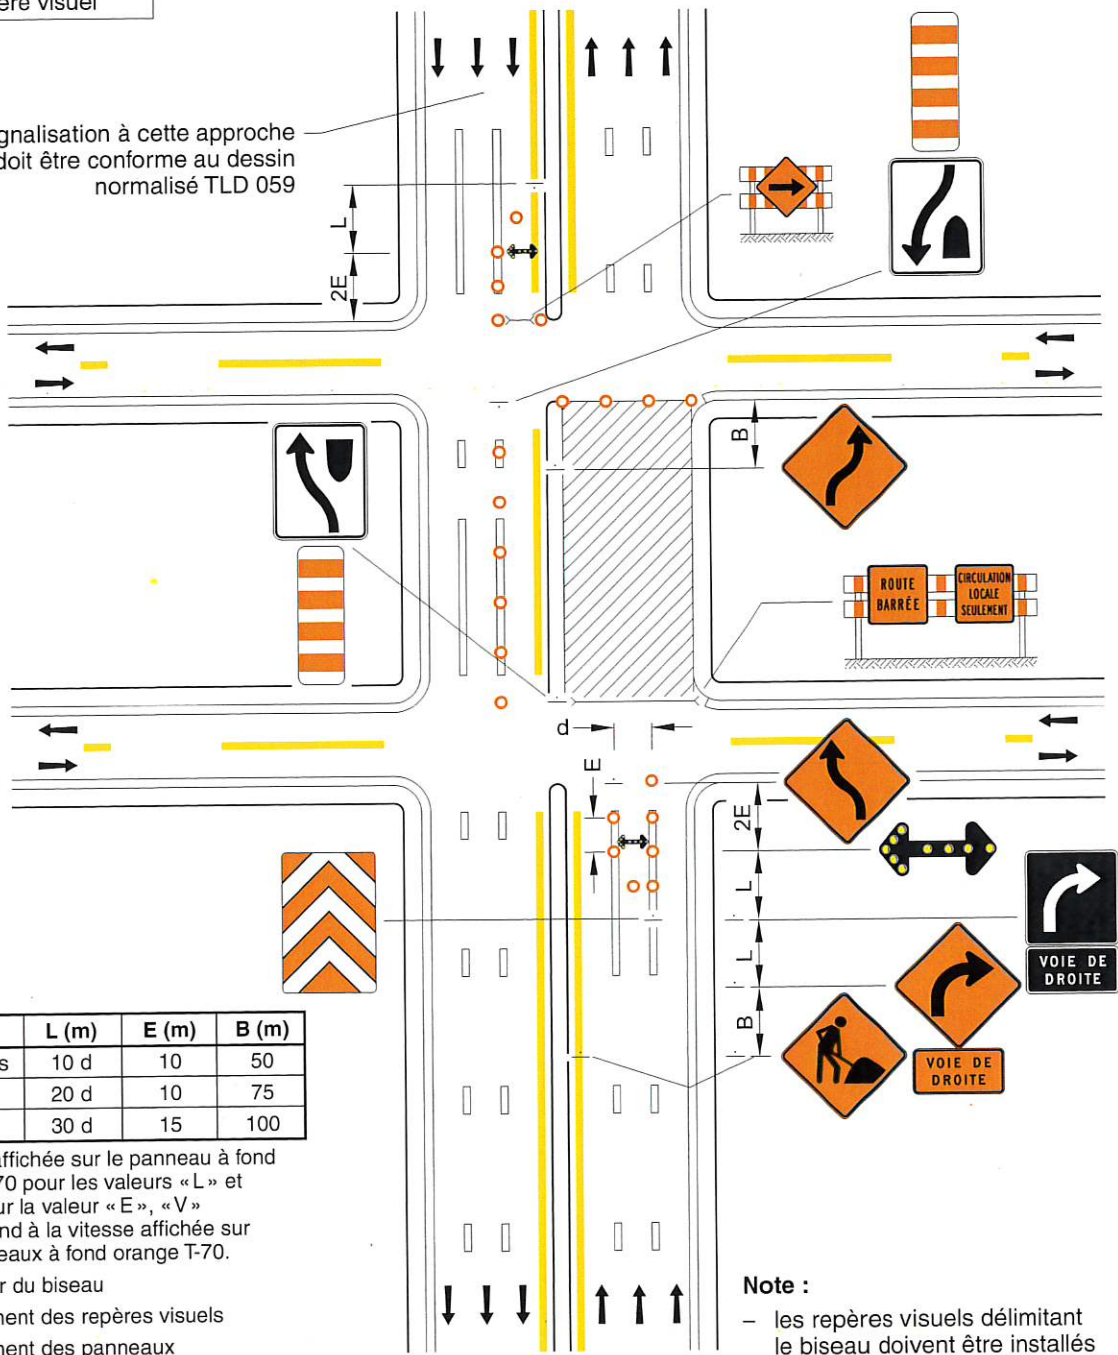 ère visuel
gnalisation à cette approche
doit être conforme au dessin
normalisé TLD 059
L
2E
B
ROUTE
BARRÉE
CIRCULATION
LOCALE
SEULEMENT
d
E
2E
L
L
B
VOIE DE
DROITE
VOIE DE
DROITE
L (m) E (m) B (m)
s 10 d 10 50
20 d 10 75
30 d 15 100
affichée sur le panneau à fond
70 pour les valeurs « L » et
ur la valeur « E », « V »
nd à la vitesse affichée sur
eaux à fond orange T-70.
r du biseau
ment des repères visuels
ment des panneaux
Note :
– les repères visuels délimitant
le biseau doivent être installés